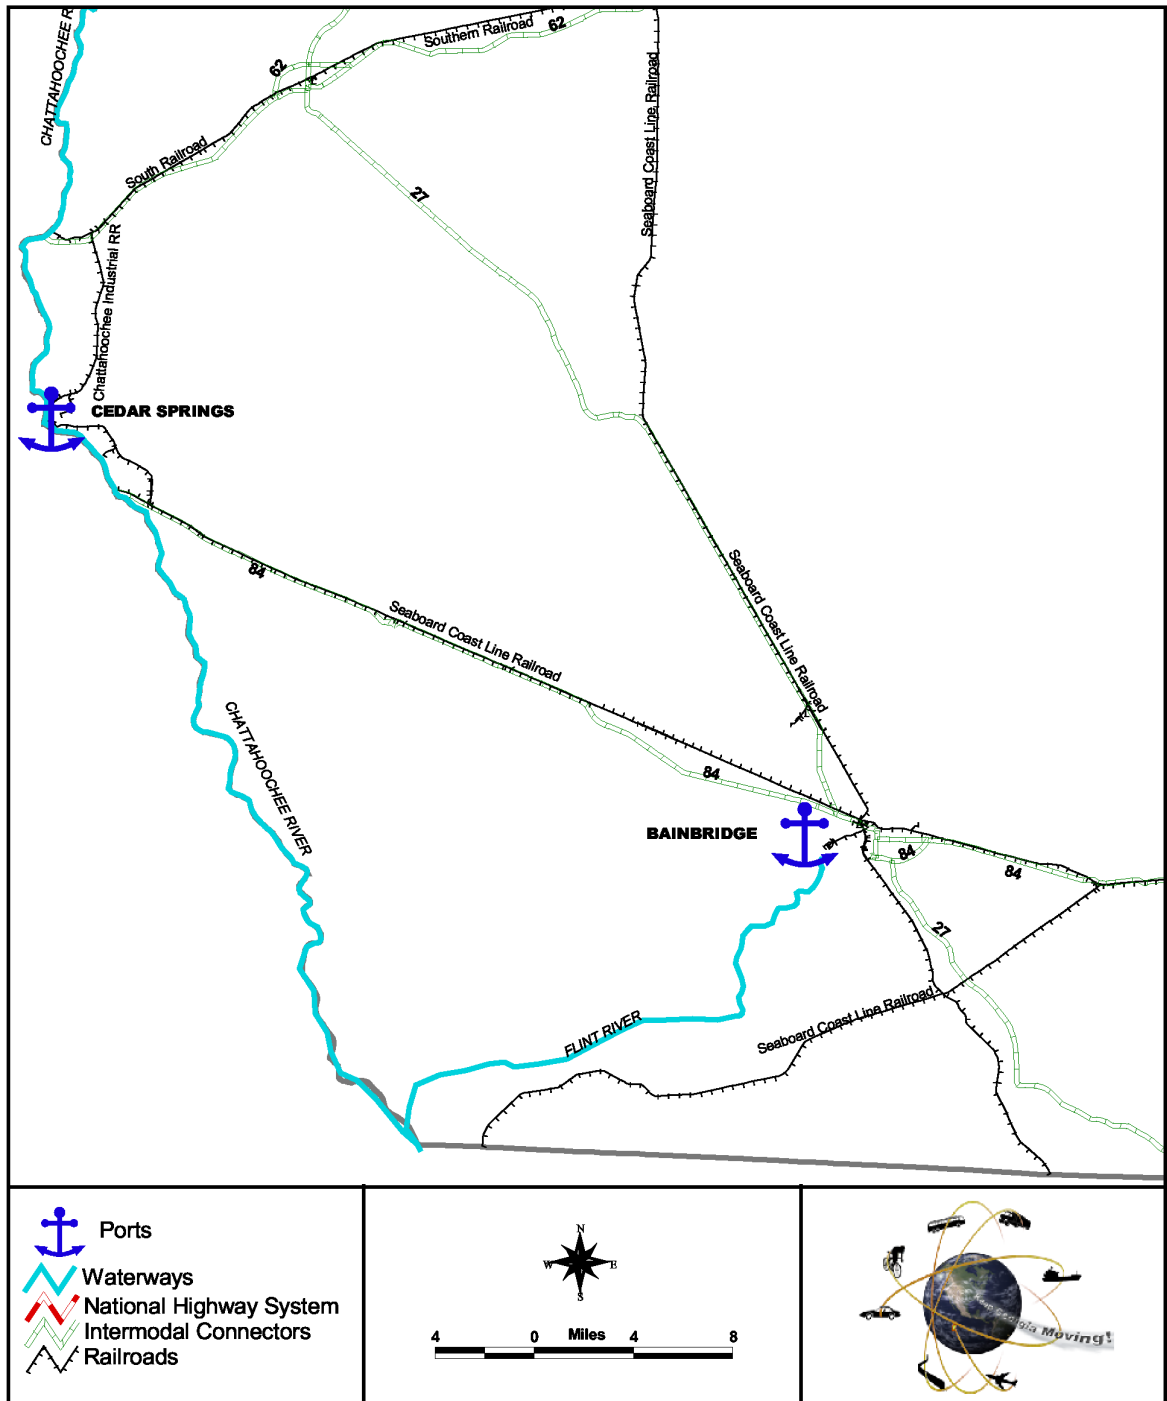 CHATTAHOOCHEE R
Southern Railroad
62
62
Seaboard Coast Line Railroad
South Railroad
27
Chattahoochee Industrial RR
CEDAR SPRINGS
84
Seaboard Coast Line Railroad
Seaboard Coast Line Railroad
CHATTAHOOCHEE RIVER
84
BAINBRIDGE
84
84
27
FLINT RIVER
Seaboard Coast Line Railroad
Ports
Waterways
National Highway System
Intermodal Connectors
Railroads
N
W
E
S
4 0 Miles 4 8
Moving!